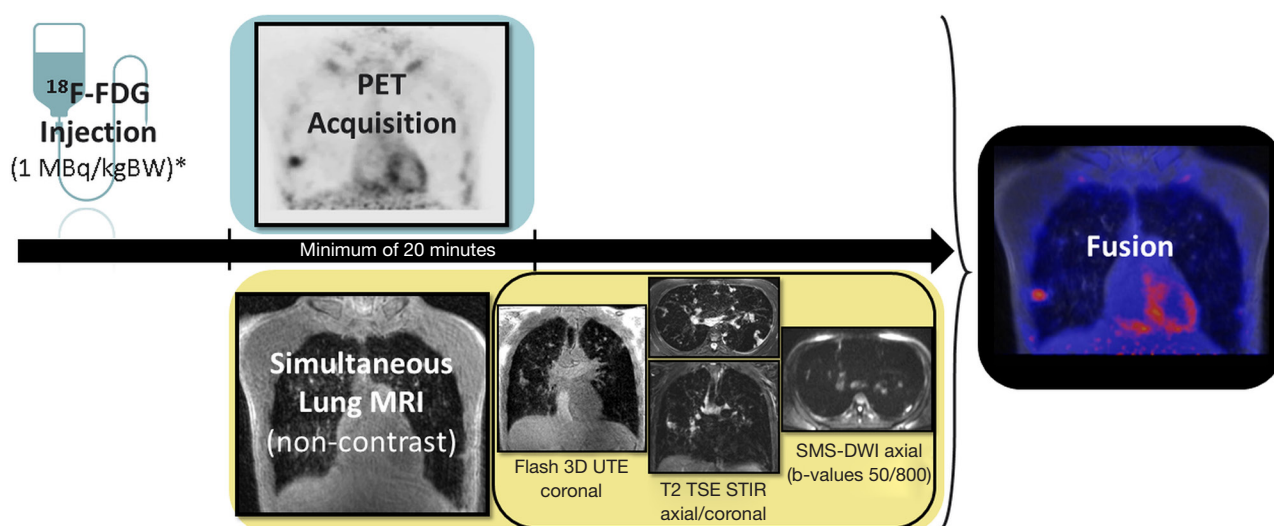 ¹⁸F-FDG
Injection
(1 MBq/kgBW)*
PET
Acquisition
Minimum of 20 minutes
Simultaneous
Lung MRI
(non-contrast)
Flash 3D UTE
coronal
T2 TSE STIR
axial/coronal
SMS-DWI axial
(b-values 50/800)
Fusion